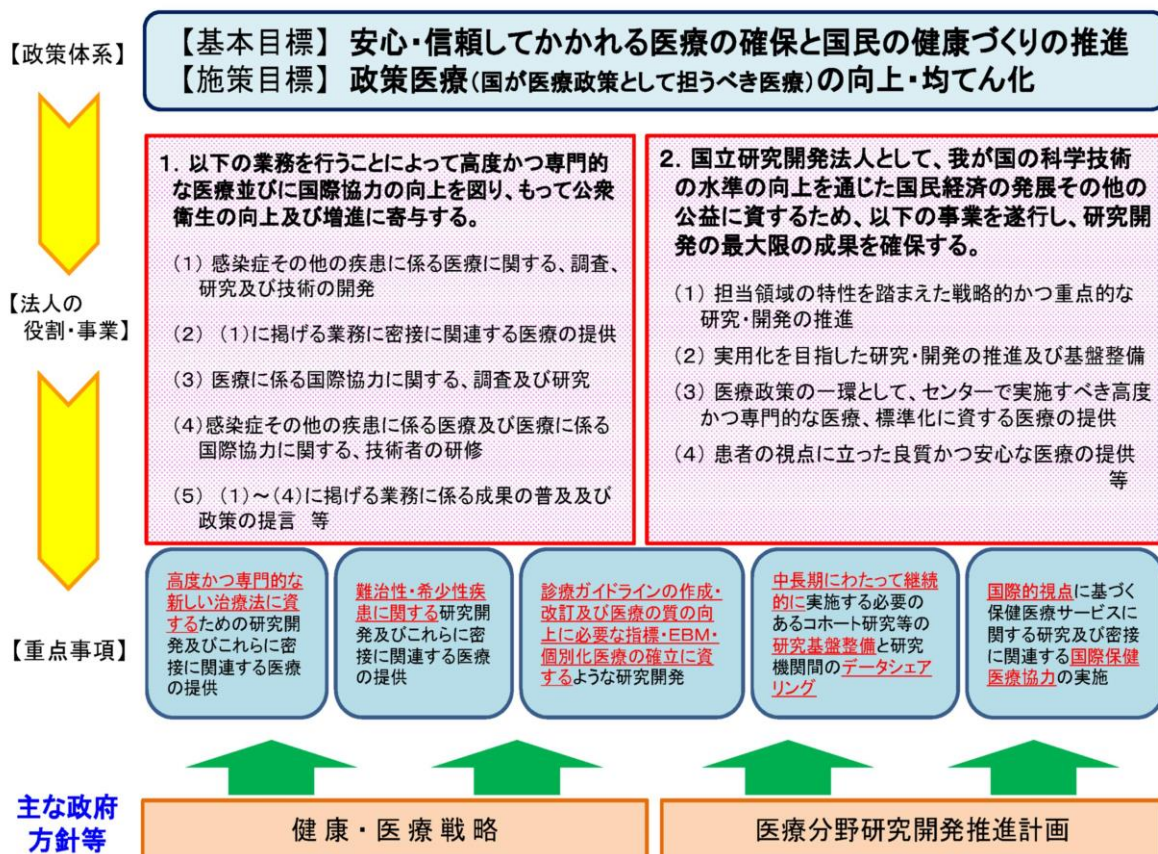 【政策体系】
【基本目標】 安心・信頼してかかれる医療の確保と国民の健康づくりの推進
【施策目標】 政策医療(国が医療政策として担うべき医療)の向上・均てん化
【法人の
役割・事業】
1. 以下の業務を行うことによって高度かつ専門的
な医療並びに国際協力の向上を図り、もって公衆
衛生の向上及び増進に寄与する。
(1) 感染症その他の疾患に係る医療に関する、調査、
研究及び技術の開発
(2) (1)に掲げる業務に密接に関連する医療の提供
(3) 医療に係る国際協力に関する、調査及び研究
(4)感染症その他の疾患に係る医療及び医療に係る
国際協力に関する、技術者の研修
(5) (1)~(4)に掲げる業務に係る成果の普及及び
政策の提言 等
2. 国立研究開発法人として、我が国の科学技術
の水準の向上を通じた国民経済の発展その他の
公益に資するため、以下の事業を遂行し、研究開
発の最大限の成果を確保する。
(1) 担当領域の特性を踏まえた戦略的かつ重点的な
研究・開発の推進
(2) 実用化を目指した研究・開発の推進及び基盤整備
(3) 医療政策の一環として、センターで実施すべき高度
かつ専門的な医療、標準化に資する医療の提供
(4) 患者の視点に立った良質かつ安心な医療の提供
等
【重点事項】
高度かつ専門的な
新しい治療法に資
するための研究開
発及びこれらに密
接に関連する医療
の提供
難治性・希少性疾
患に関する研究開
発及びこれらに密
接に関連する医療
の提供
診療ガイドラインの作成・
改訂及び医療の質の向
上に必要な指標・EBM・
個別化医療の確立に資
するような研究開発
中長期にわたって継続
的に実施する必要の
あるコホート研究等の
研究基盤整備と研究
機関間のデータシェア
リング
国際的視点に基づく
保健医療サービスに
関する研究及び密接
に関連する国際保健
医療協力の実施
主な政府
方針等
健康・医療戦略
医療分野研究開発推進計画